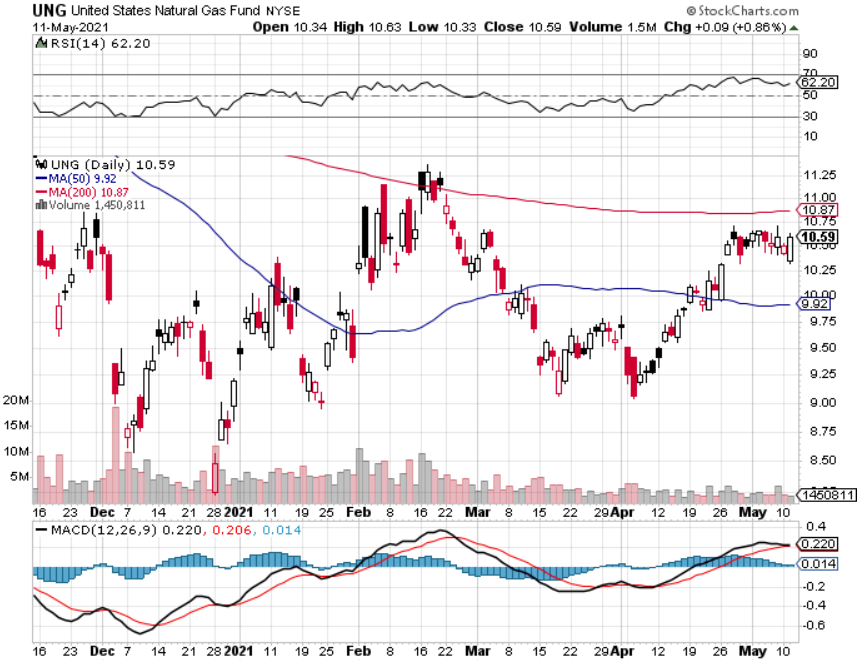 UNG United States Natural Gas Fund NYSE
© StockCharts.com
11-May-2021
Open 10.34 High 10.63 Low 10.33 Close 10.59 Volume 1.5M Chg +0.09 (+0.86%)
RSI(14) 62.20
90
70
62.20
50
30
10
UNG (Daily) 10.59
MA(50) 9.92
MA(200) 10.87
Volume 1,450,811
11.25
11.00
10.87
10.75
10.59
10.25
10.00
9.92
9.75
9.50
9.25
9.00
8.75
8.50
20M
15M
10M
5M
1450811
16 23 Dec 7 14 21 28 2021 11 19 25 Feb 8 16 22 Mar 8 15 22 29 Apr 12 19 26 May 10
MACD(12,26,9) 0.220, 0.206, 0.014
0.4
0.220
0.014
-0.2
-0.4
-0.6
16 23 Dec 7 14 21 28 2021 11 19 25 Feb 8 16 22 Mar 8 15 22 29 Apr 12 19 26 May 10